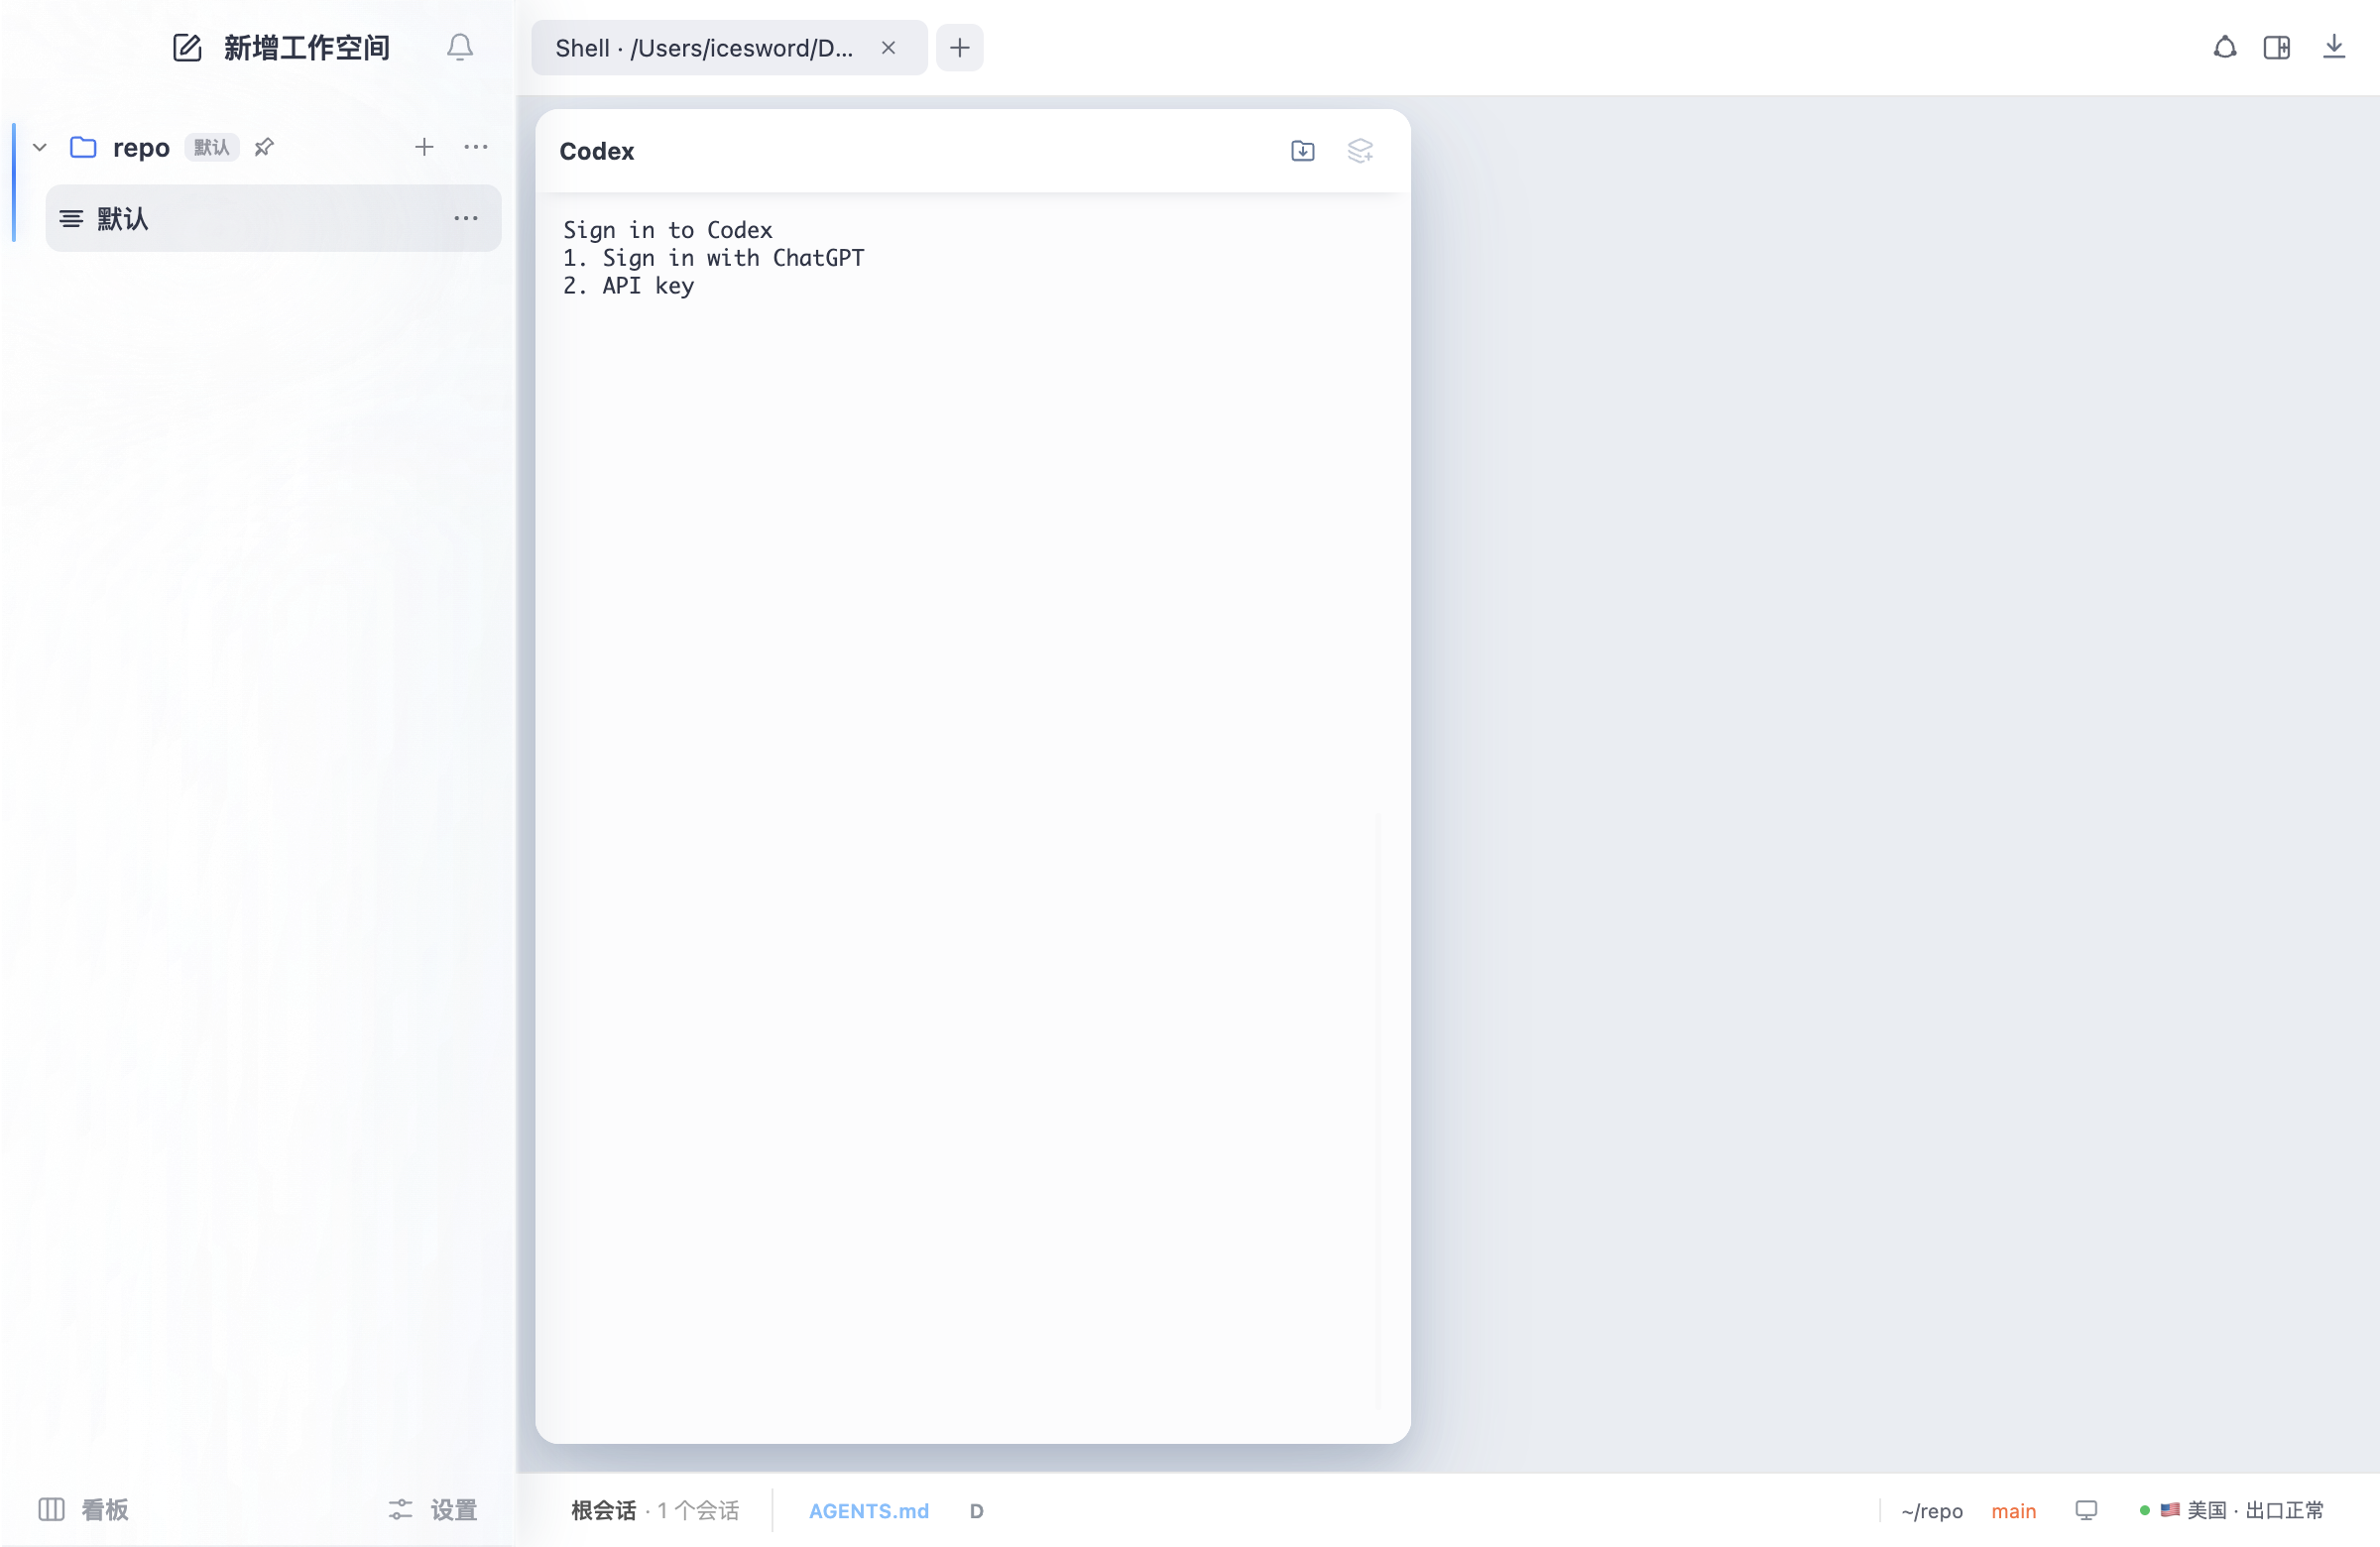 新增工作空间
Shell · /Users/icesword/D...
repo 默认
默认
Codex
Sign in to Codex
1. Sign in with ChatGPT
2. API key
看板
设置
根会话 · 1 个会话
AGENTS.md
D
~/repo
main
美国 · 出口正常